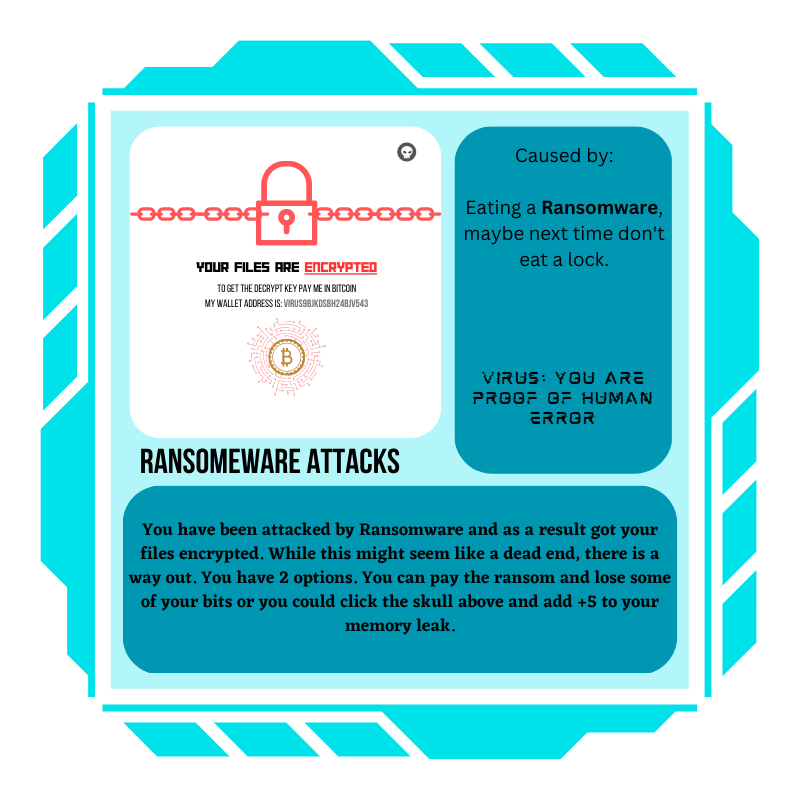 YOUR FILES ARE ENCRYPTED
TO GET THE DECRYPT KEY PAY ME IN BITCOIN
MY WALLET ADDRESS IS: VIRUS9BJKDSBH24BJV543
RANSOMEWARE ATTACKS
Caused by:
Eating a Ransomware,
maybe next time don't
eat a lock.
VIRUS: YOU ARE
PROOF OF HUMAN
ERROR
You have been attacked by Ransomware and as a result got your
files encrypted. While this might seem like a dead end, there is a
way out. You have 2 options. You can pay the ransom and lose some
of your bits or you could click the skull above and add +5 to your
memory leak.